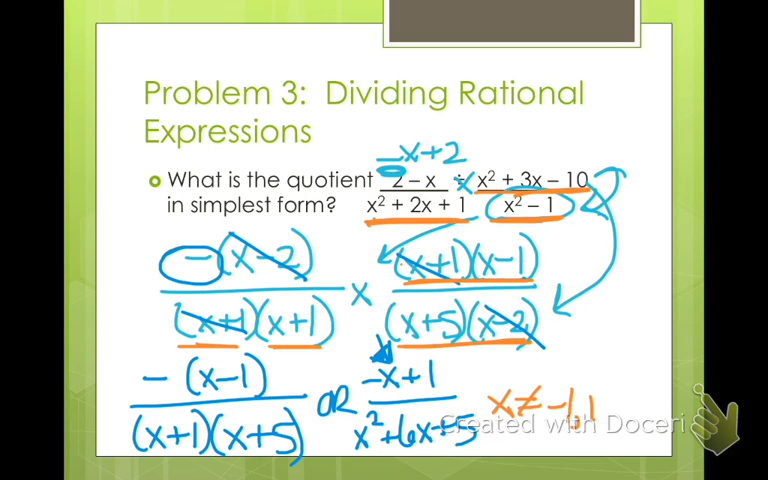 Problem 3: Dividing Rational
Expressions
-x+2
What is the quotient 2 – x ÷ x² + 3x – 10
in simplest form? x² + 2x + 1 x² – 1
-(x-2) x (x+1)(x-1)
(x+1)(x+1) (x+5)(x-2)
-(x-1) OR -x+1 x≠-1,1
(x+1)(x+5) x²+6x+5
Created with Doceri